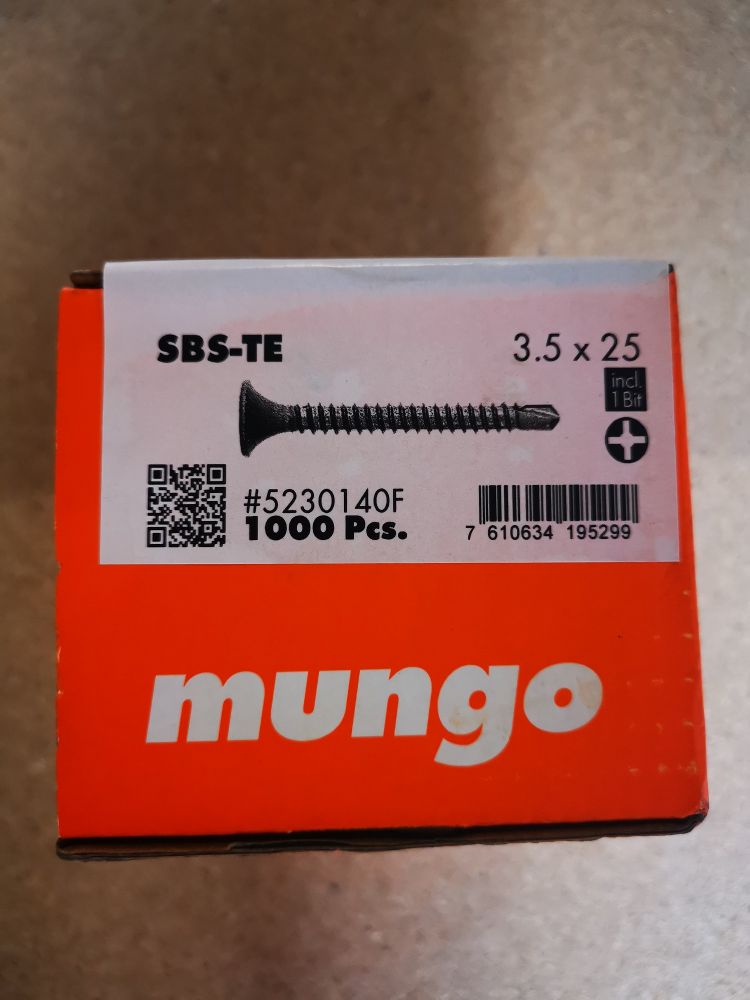 SBS-TE
3.5 x 25
incl.
1 Bit
#5230140F
1000 Pcs.
7 610634 195299
mungo